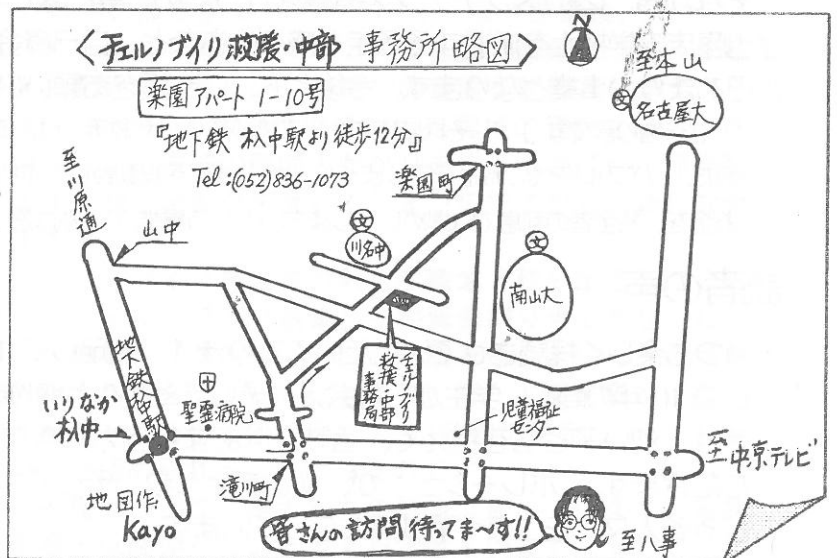 〈チェルノブイリ救援・中部 事務所略図〉
N
楽園アパート 1-10号
『地下鉄 杁中駅より徒歩12分』
Tel:(052)836-1073
至本山
名古屋大
至川原通
山中
楽園町
川名中
南山大
チェルノブイリ
救援・中部
事務局
地下鉄杁中駅
聖霊病院
いりなか
杁中
児童福祉
センター
滝川町
至中京テレビ
地図作
Kayo
皆さんの訪問待ってま〜す!!
至八事